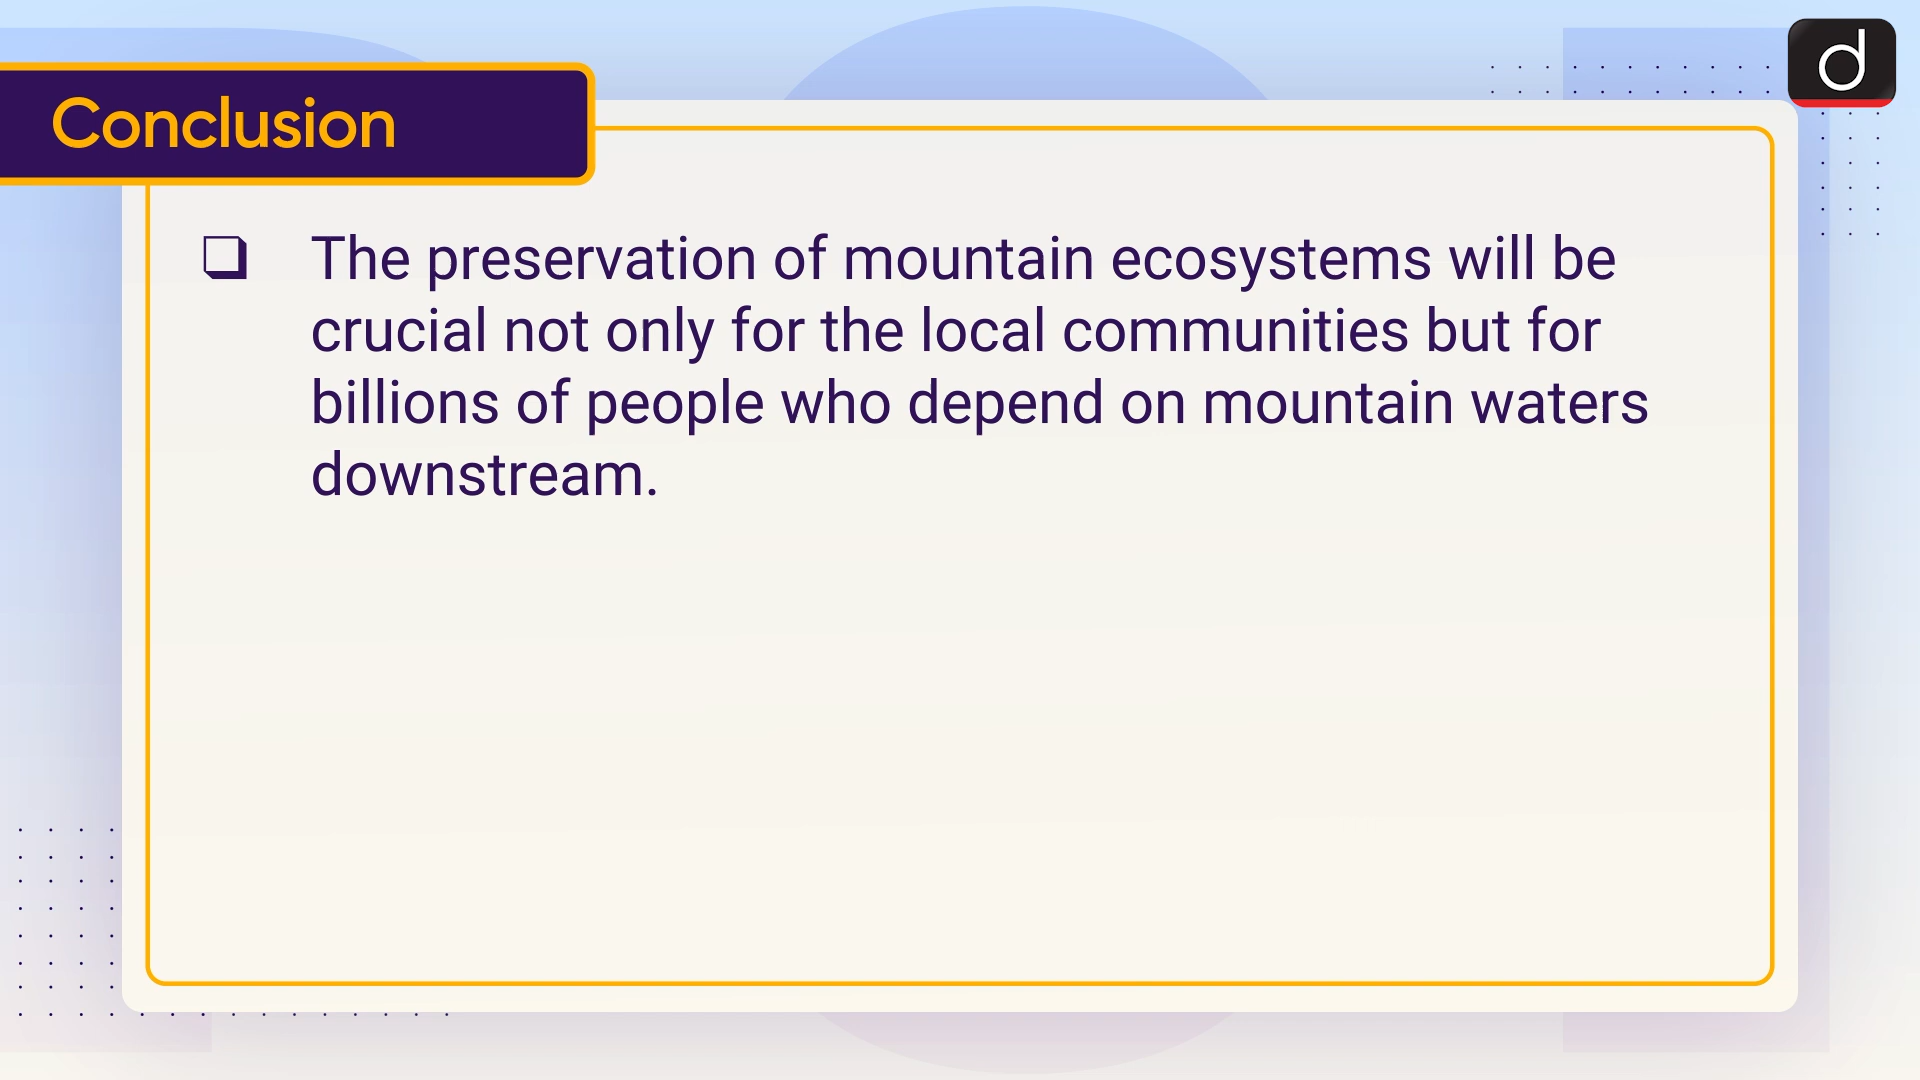 Conclusion
d
❑ The preservation of mountain ecosystems will be
crucial not only for the local communities but for
billions of people who depend on mountain waters
downstream.